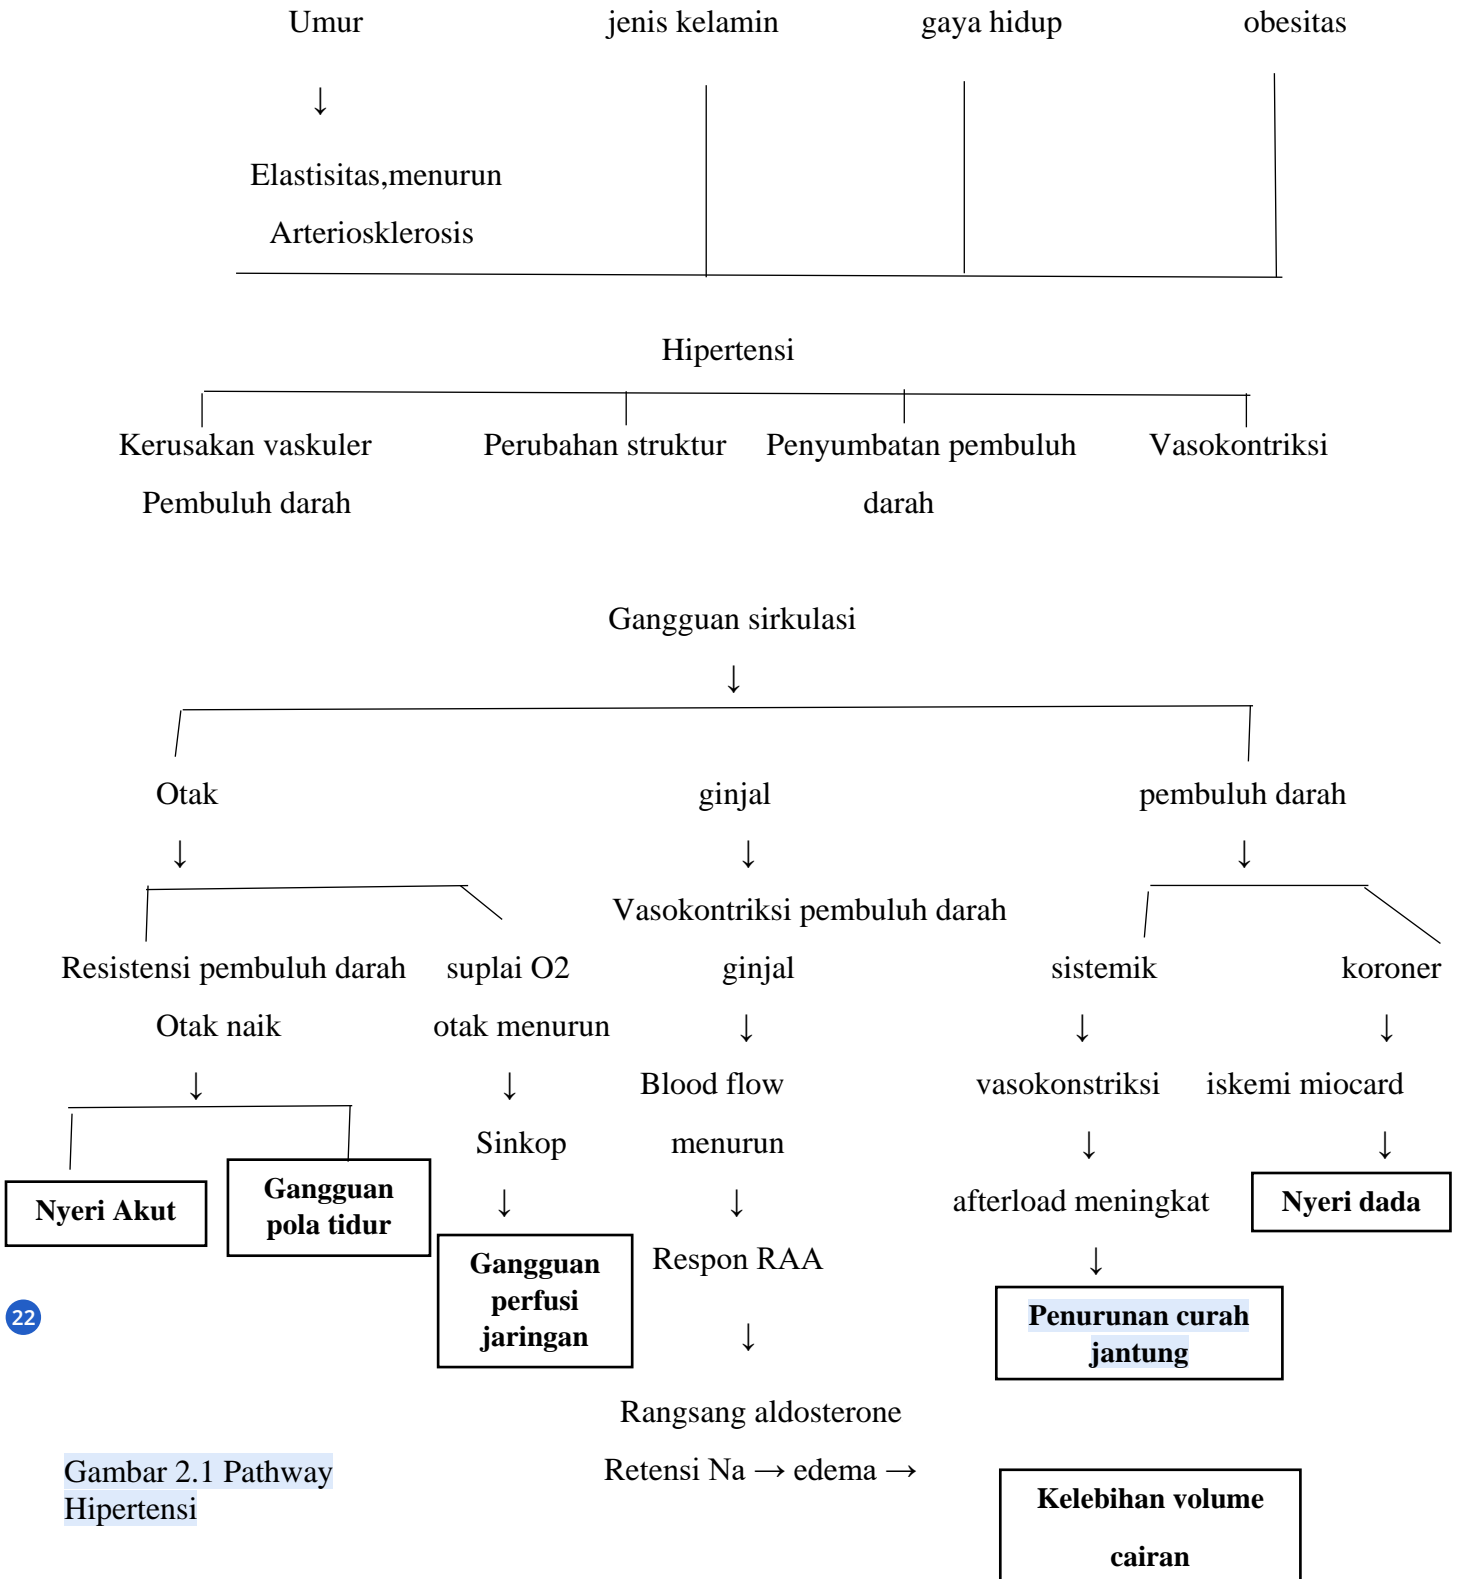 Umur jenis kelamin gaya hidup obesitas
↓
Elastisitas,menurun
Arteriosklerosis
Hipertensi
Kerusakan vaskuler Perubahan struktur Penyumbatan pembuluh Vasokontriksi
Pembuluh darah darah
Gangguan sirkulasi
↓
Otak ginjal pembuluh darah
↓ ↓ ↓
Vasokontriksi pembuluh darah
Resistensi pembuluh darah suplai O2 ginjal sistemik koroner
Otak naik otak menurun ↓ ↓ ↓
↓ ↓ Blood flow vasokonstriksi iskemi miocard
Sinkop menurun ↓ ↓
Nyeri Akut
Gangguan
pola tidur
↓ ↓ afterload meningkat
Nyeri dada
Gangguan
perfusi
jaringan
Respon RAA ↓
22
↓
Penurunan curah
jantung
Rangsang aldosterone
Gambar 2.1 Pathway
Hipertensi
Retensi Na → edema →
Kelebihan volume
cairan